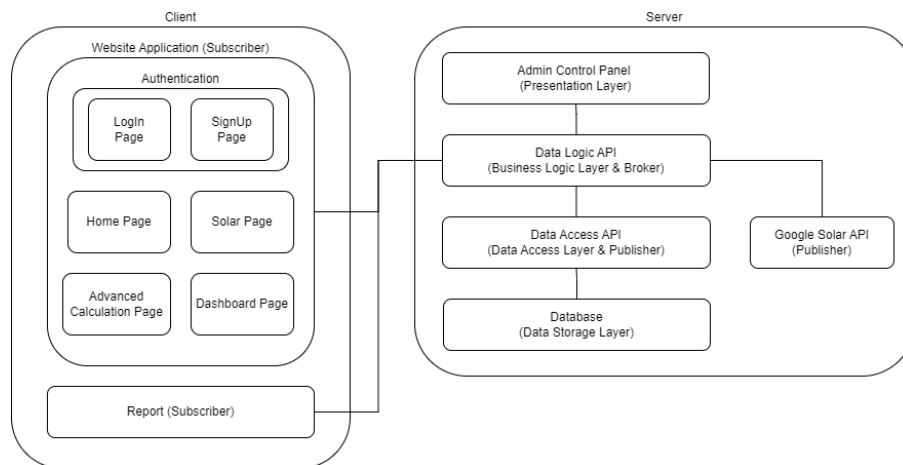 Client
Website Application (Subscriber)
Authentication
LogIn
Page
SignUp
Page
Home Page
Solar Page
Advanced
Calculation Page
Dashboard Page
Report (Subscriber)
Server
Admin Control Panel
(Presentation Layer)
Data Logic API
(Business Logic Layer & Broker)
Data Access API
(Data Access Layer & Publisher)
Google Solar API
(Publisher)
Database
(Data Storage Layer)